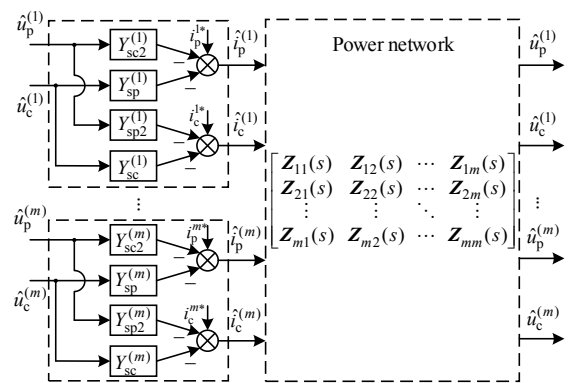 û_p^(1) Y_sc2^(1) i_p^1* î_p^(1) Power network û_p^(1)
−
û_c^(1) Y_sp^(1) −
Y_sp2^(1) i_c^1* î_c^(1) û_c^(1)
−
Y_sc^(1) −
Z_11(s) Z_12(s) ⋯ Z_1m(s)
Z_21(s) Z_22(s) ⋯ Z_2m(s)
⋯ ⋮ ⋮ ⋱ ⋮ ⋮
Z_m1(s) Z_m2(s) ⋯ Z_mm(s)
û_p^(m) Y_sc2^(m) i_p^m* î_p^(m) û_p^(m)
−
û_c^(m) Y_sp^(m) −
Y_sp2^(m) i_c^m* î_c^(m) û_c^(m)
−
Y_sc^(m) −